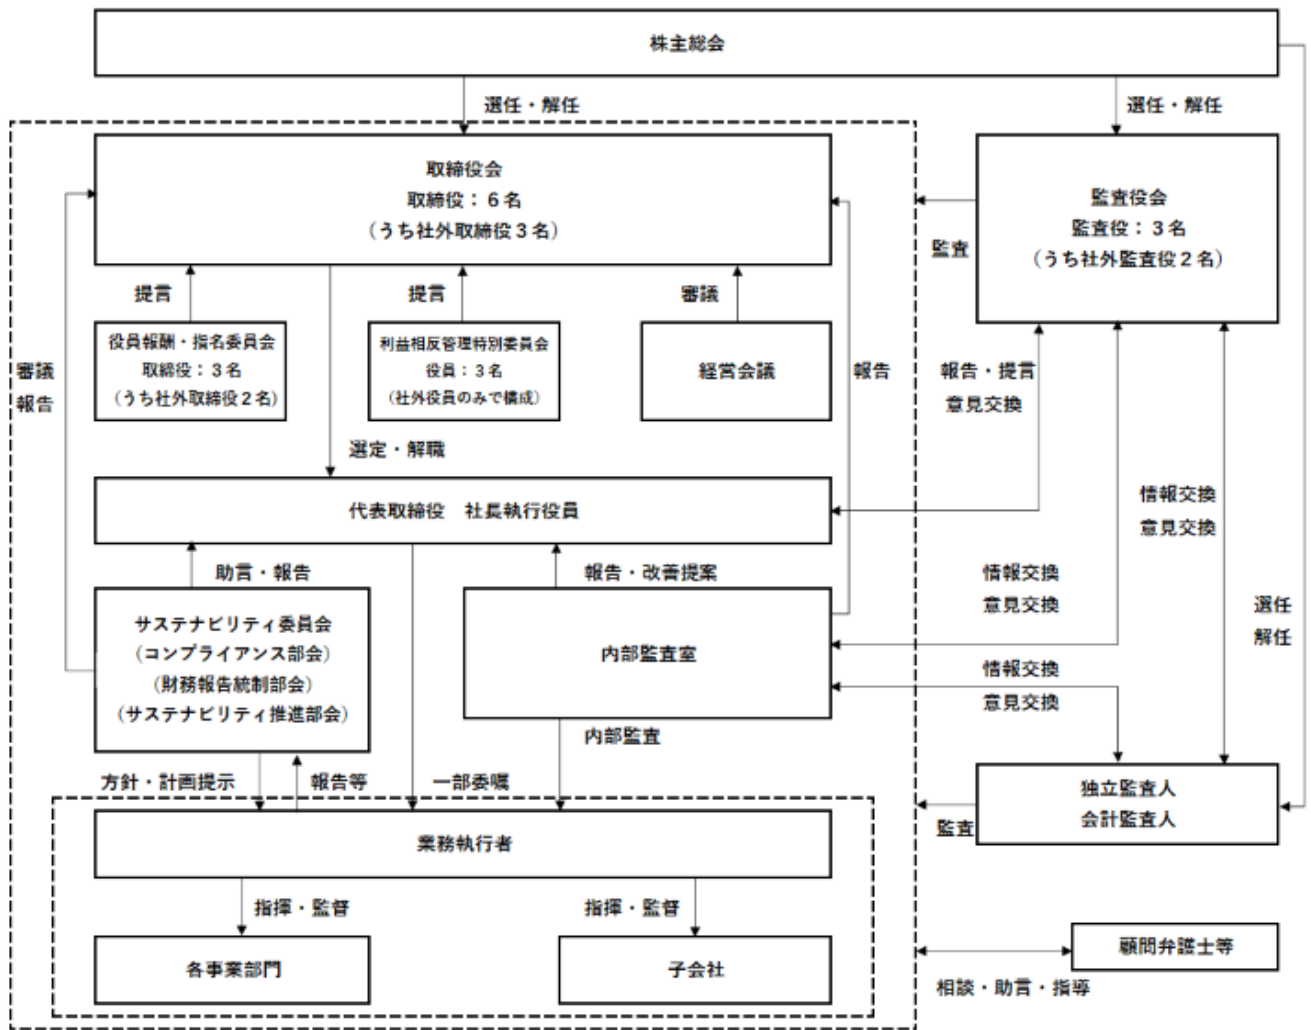 株主総会
選任・解任
選任・解任
取締役会
取締役：６名
（うち社外取締役３名）
監査役会
監査役：３名
（うち社外監査役２名）
監査
提言
提言
審議
役員報酬・指名委員会
取締役：３名
（うち社外取締役２名）
利益相反管理特別委員会
役員：３名
（社外役員のみで構成）
経営会議
審議
報告
報告
報告・提言
意見交換
選定・解職
代表取締役　社長執行役員
情報交換
意見交換
助言・報告
報告・改善提案
情報交換
意見交換
選任
解任
サステナビリティ委員会
（コンプライアンス部会）
（財務報告統制部会）
（サステナビリティ推進部会）
内部監査室
情報交換
意見交換
内部監査
方針・計画提示
報告等
一部委嘱
独立監査人
会計監査人
監査
業務執行者
指揮・監督
指揮・監督
各事業部門
子会社
顧問弁護士等
相談・助言・指導